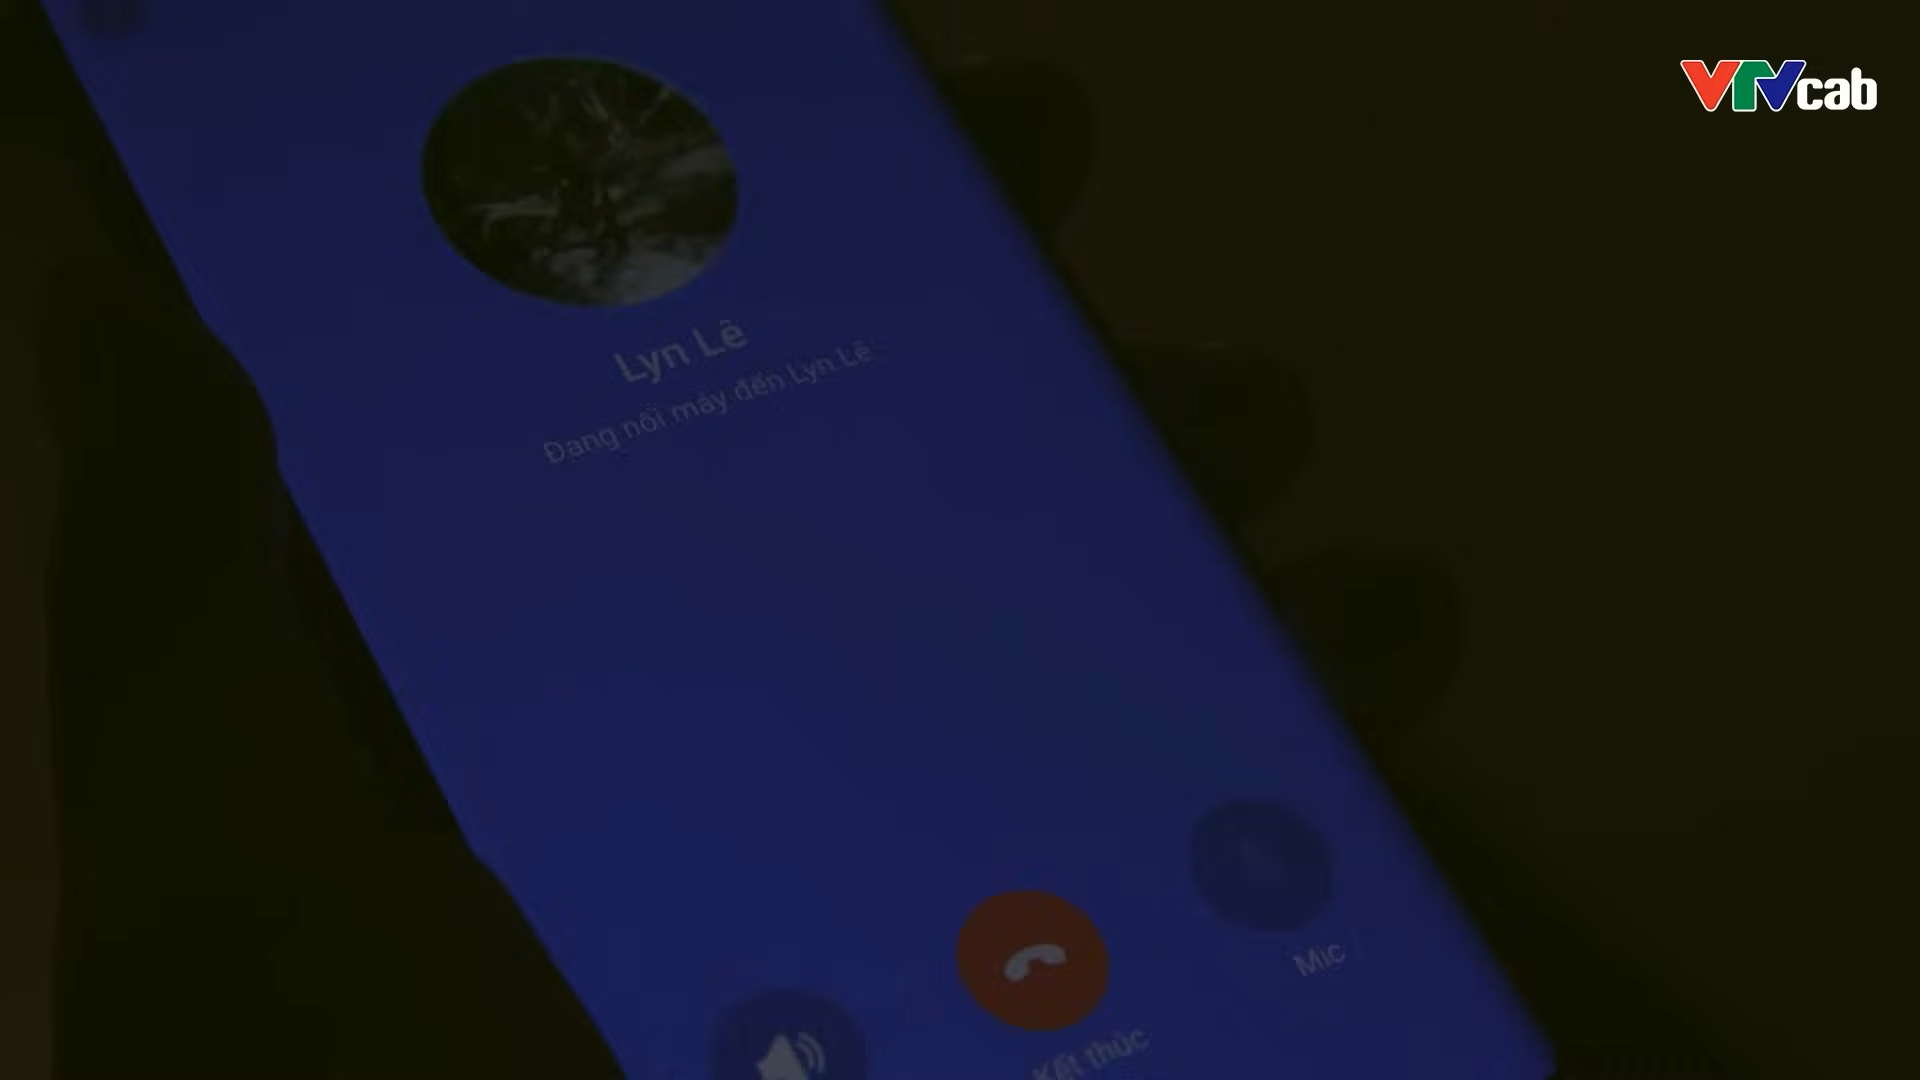 VTVcab
Lyn Lê
Đang nối máy đến Lyn Lê
Mic
Kết thúc